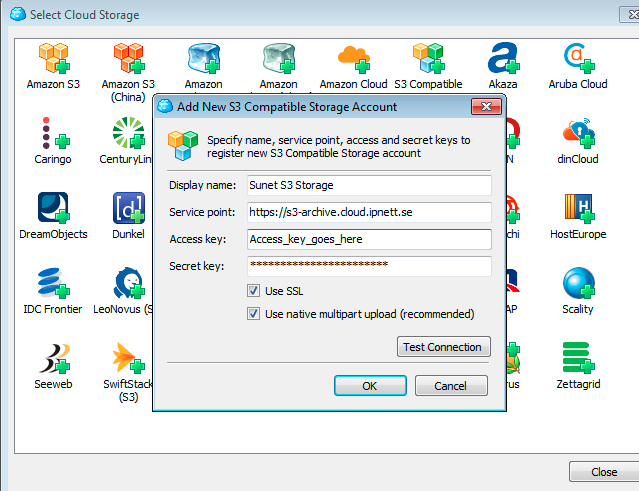 Select Cloud Storage
Amazon S3
Amazon S3
(China)
Amazon
Amazon
Amazon Cloud
S3 Compatible
Akaza
Aruba Cloud
Add New S3 Compatible Storage Account
Specify name, service point, access and secret keys to
register new S3 Compatible Storage account
Display name: Sunet S3 Storage
Service point: https://s3-archive.cloud.ipnett.se
Access key: Access_key_goes_here
Secret key: ***********************
Use SSL
Use native multipart upload (recommended)
Test Connection
OK
Cancel
Caringo
CenturyLin
N
dinCloud
DreamObjects
Dunkel
chi
HostEurope
IDC Frontier
LeoNovus (S
AP
Scality
Seeweb
SwiftStack
(S3)
rus
Zettagrid
Close